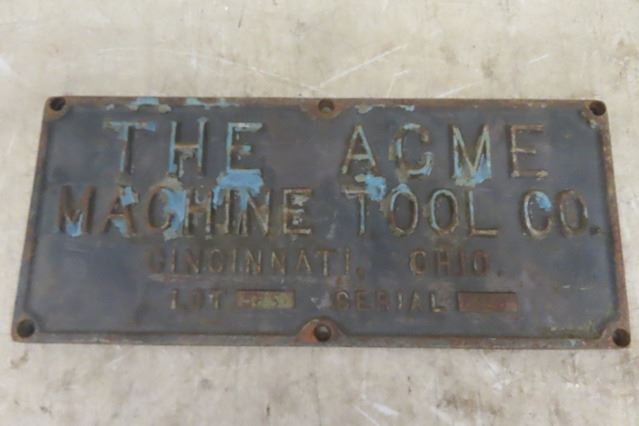 THE ACME
MACHINE TOOL CO.
CINCINNATI, OHIO.
LOT SERIAL